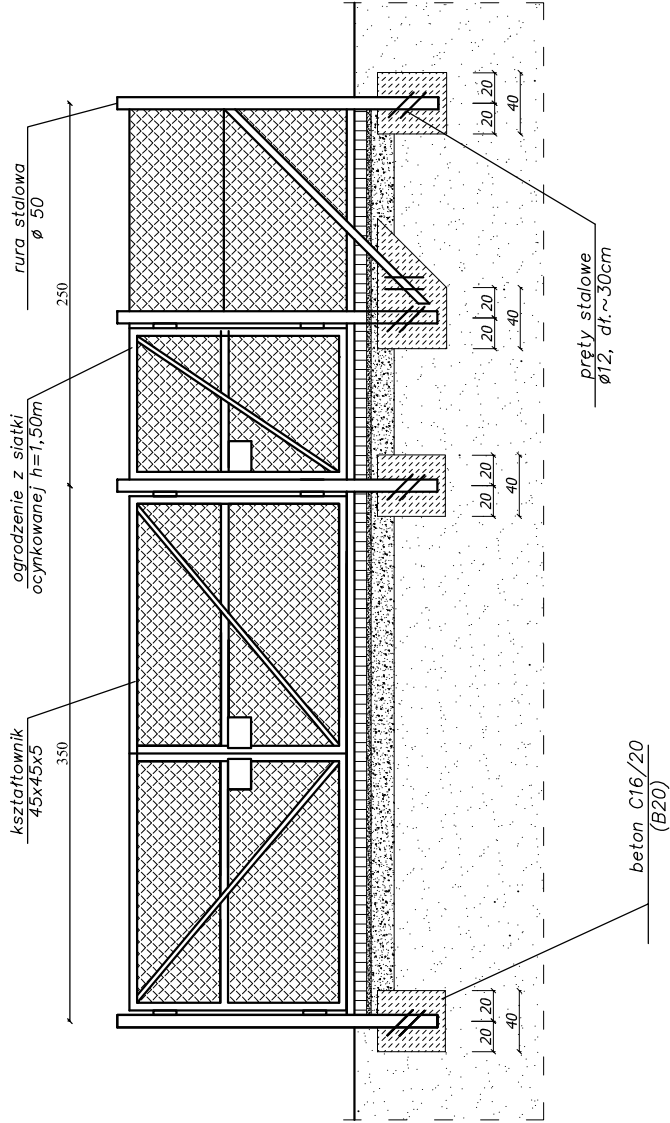 kształtownik
45x45x5
350
ogrodzenie z siatki
ocynkowanej h=1,50m
250
rura stalowa
ø 50
20
20
40
20
20
40
20
20
40
20
20
40
beton C16/20
(B20)
pręty stalowe
ø12, dł.~30cm